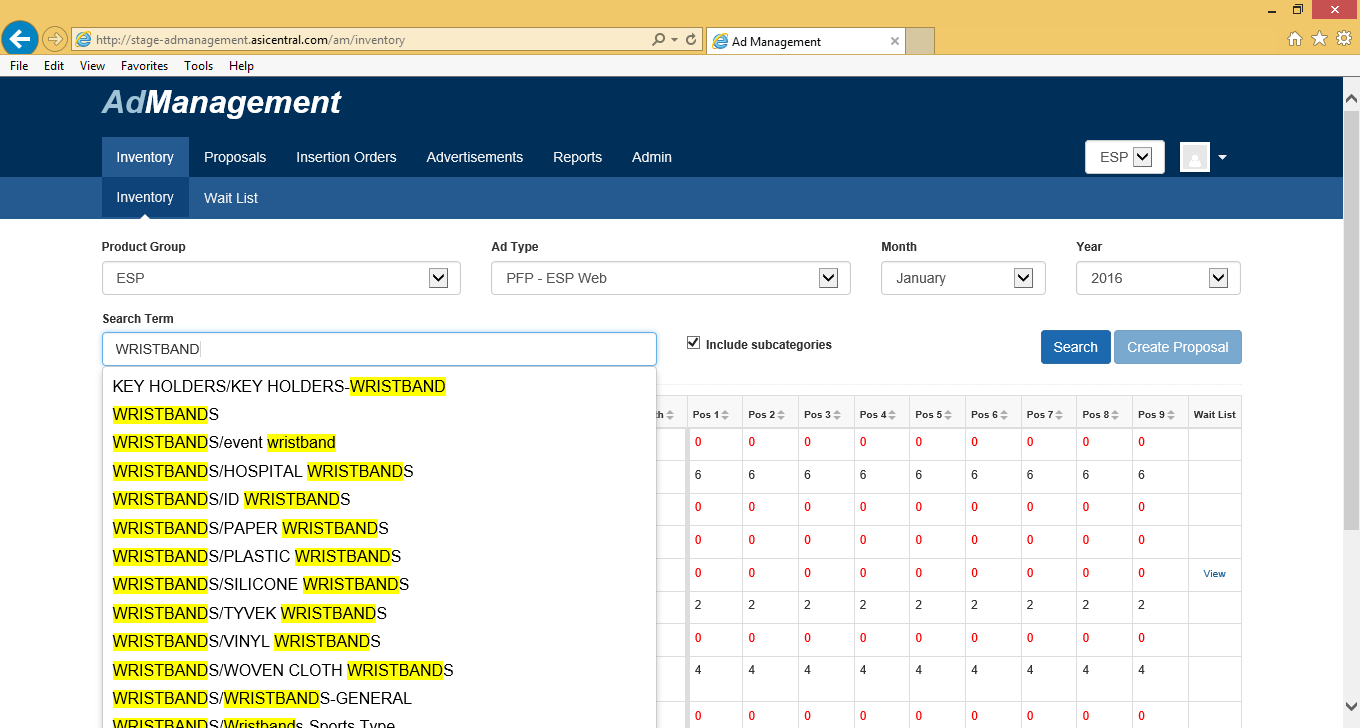 http://stage-admanagement.asicentral.com/am/inventory
Ad Management
File Edit View Favorites Tools Help
AdManagement
Inventory Proposals Insertion Orders Advertisements Reports Admin
ESP
Inventory Wait List
Product Group Ad Type Month Year
ESP PFP - ESP Web January 2016
Search Term
WRISTBAND Include subcategories Search Create Proposal
KEY HOLDERS/KEY HOLDERS-WRISTBAND
WRISTBANDS
WRISTBANDS/event wristband
WRISTBANDS/HOSPITAL WRISTBANDS
WRISTBANDS/ID WRISTBANDS
WRISTBANDS/PAPER WRISTBANDS
WRISTBANDS/PLASTIC WRISTBANDS
WRISTBANDS/SILICONE WRISTBANDS
WRISTBANDS/TYVEK WRISTBANDS
WRISTBANDS/VINYL WRISTBANDS
WRISTBANDS/WOVEN CLOTH WRISTBANDS
WRISTBANDS/WRISTBANDS-GENERAL
WRISTBANDS/Wristbands-Sports Type
Pos 1 Pos 2 Pos 3 Pos 4 Pos 5 Pos 6 Pos 7 Pos 8 Pos 9 Wait List
0 0 0 0 0 0 0 0 0
6 6 6 6 6 6 6 6 6
0 0 0 0 0 0 0 0 0
0 0 0 0 0 0 0 0 0
0 0 0 0 0 0 0 0 0 View
2 2 2 2 2 2 2 2 2
0 0 0 0 0 0 0 0 0
4 4 4 4 4 4 4 4 4
0 0 0 0 0 0 0 0 0